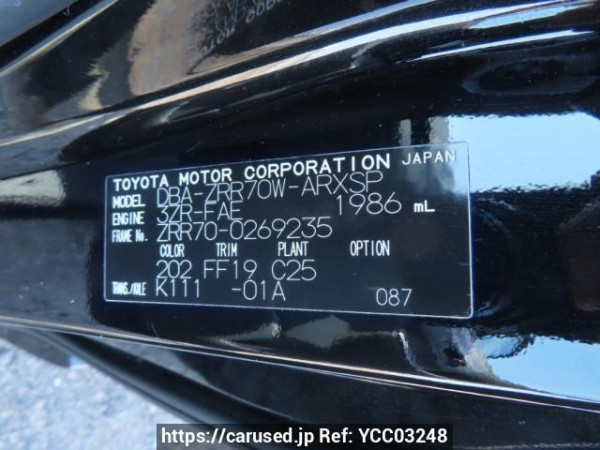 TOYOTA MOTOR CORPORATION JAPAN
MODEL DBA-ZRR70W-ARXSP
ENGINE 3ZR-FAE 1986 mL
FRAME No. ZRR70-0269235
COLOR TRIM PLANT OPTION
202 FF19 C25
TRANS./AXLE K111 -01A 087
https://carused.jp Ref: YCC03248